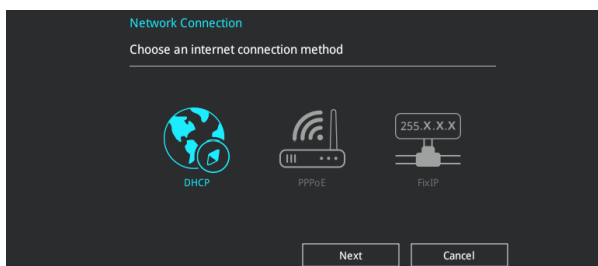 Network Connection
Choose an internet connection method
255.X.X.X
DHCP PPPoE FixIP
Next Cancel